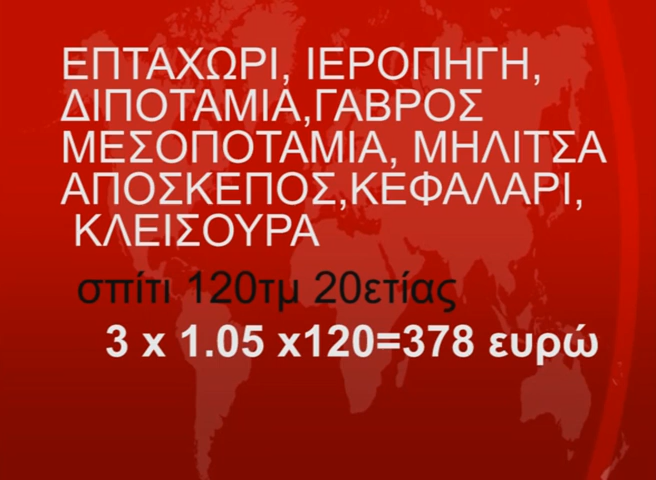 ΕΠΤΑΧΩΡΙ, ΙΕΡΟΠΗΓΗ,
ΔΙΠΟΤΑΜΙΑ,ΓΑΒΡΟΣ
ΜΕΣΟΠΟΤΑΜΙΑ, ΜΗΛΙΤΣΑ
ΑΠΟΣΚΕΠΟΣ,ΚΕΦΑΛΑΡΙ,
ΚΛΕΙΣΟΥΡΑ
σπίτι 120τμ 20ετίας
3 x 1.05 x120=378 ευρώ